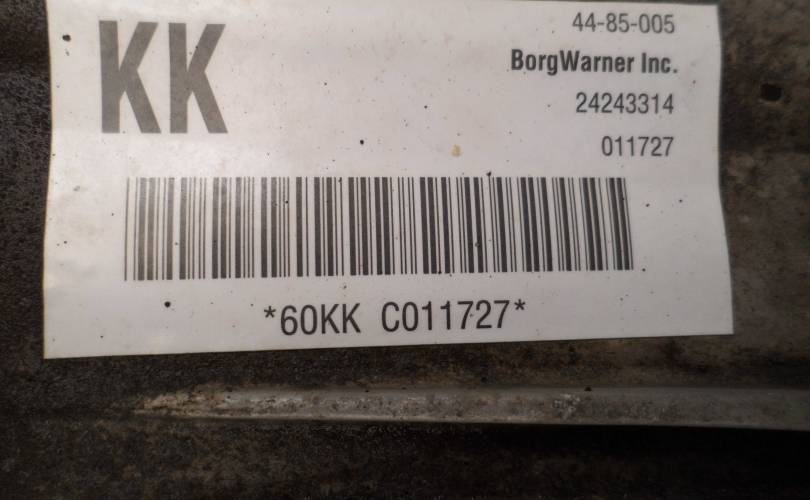 KK
44-85-005
BorgWarner Inc.
24243314
011727
*60KK C011727*